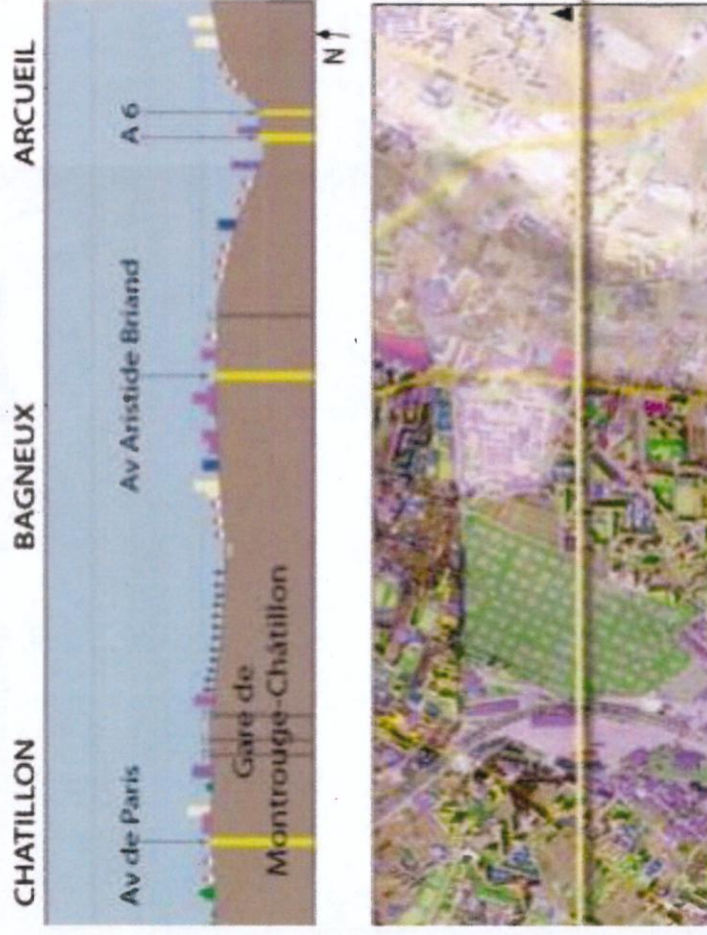 CHATILLON BAGNEUX ARCUEIL
Av de Paris Av Aristide Briand A 6
Gare de
Montrouge-Châtillon
N